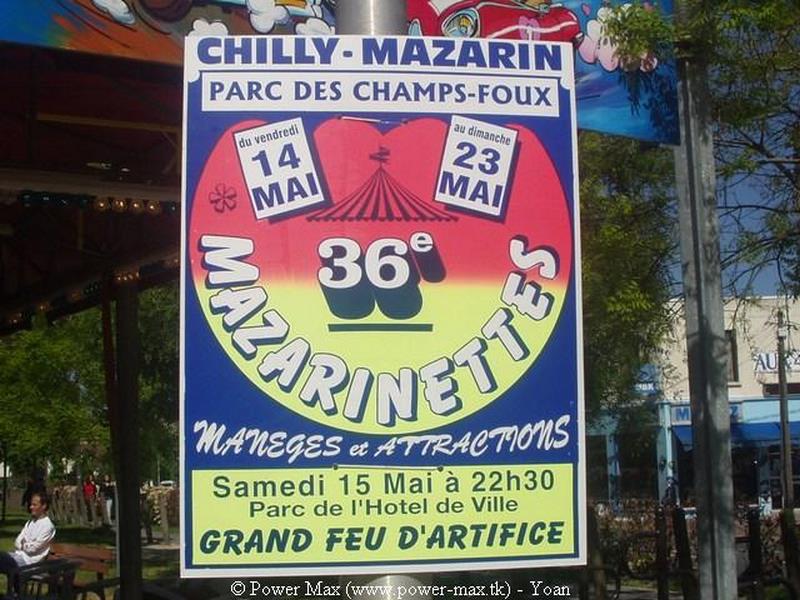 CHILLY-MAZARIN
PARC DES CHAMPS-FOUX
du vendredi
14
MAI
au dimanche
23
MAI
36e
MAZARINETTES
MANEGES et ATTRACTIONS
Samedi 15 Mai à 22h30
Parc de l'Hotel de Ville
GRAND FEU D'ARTIFICE
© Power Max (www.power-max.tk) - Yoan